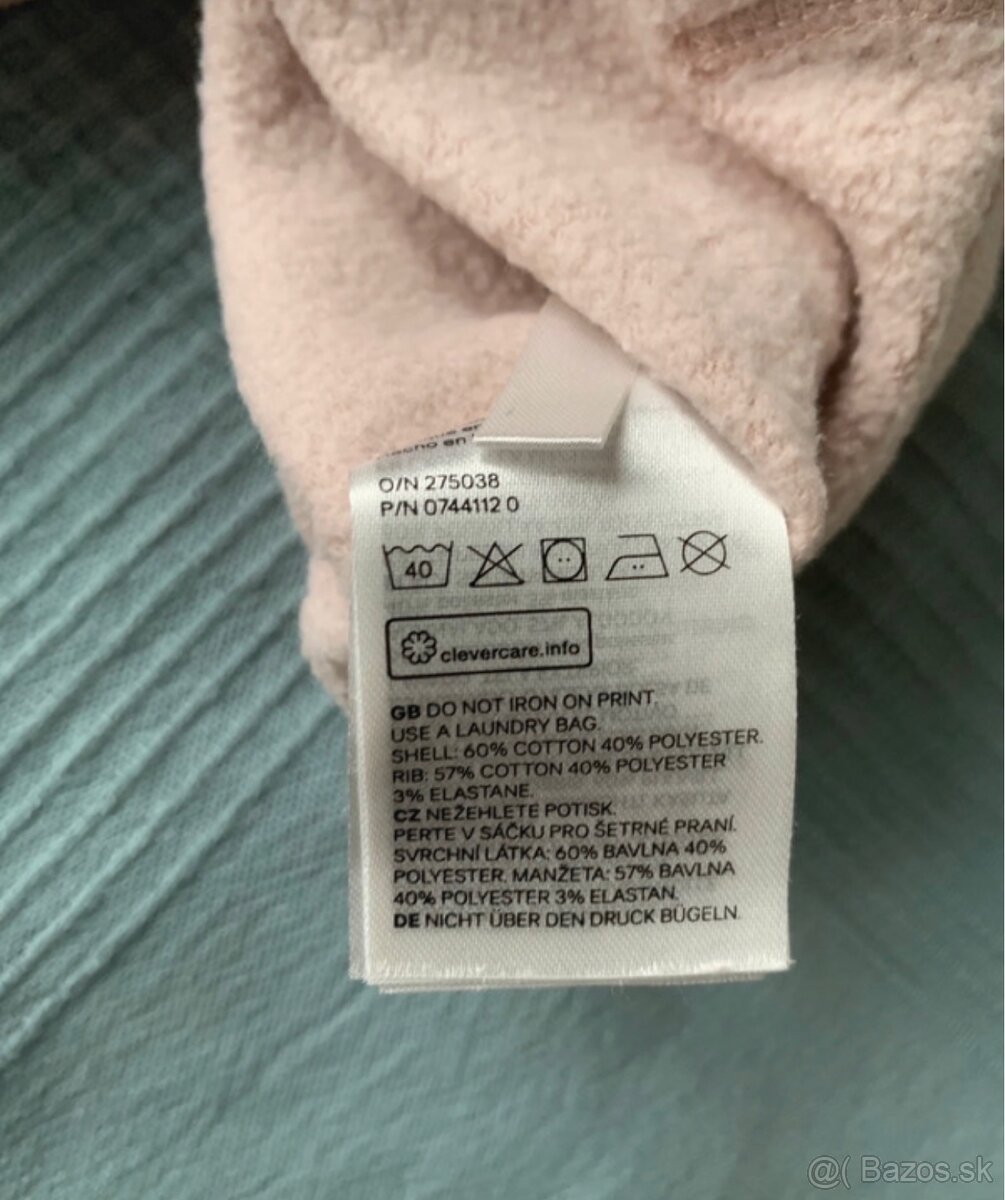 O/N 275038
P/N 0744112 0
40
clevercare.info
GB DO NOT IRON ON PRINT.
USE A LAUNDRY BAG.
SHELL: 60% COTTON 40% POLYESTER.
RIB: 57% COTTON 40% POLYESTER
3% ELASTANE.
CZ NEŽEHLETE POTISK.
PERTE V SÁČKU PRO ŠETRNÉ PRANÍ.
SVRCHNÍ LÁTKA: 60% BAVLNA 40%
POLYESTER. MANŽETA: 57% BAVLNA
40% POLYESTER 3% ELASTAN.
DE NICHT ÜBER DEN DRUCK BÜGELN.
@( Bazos.sk